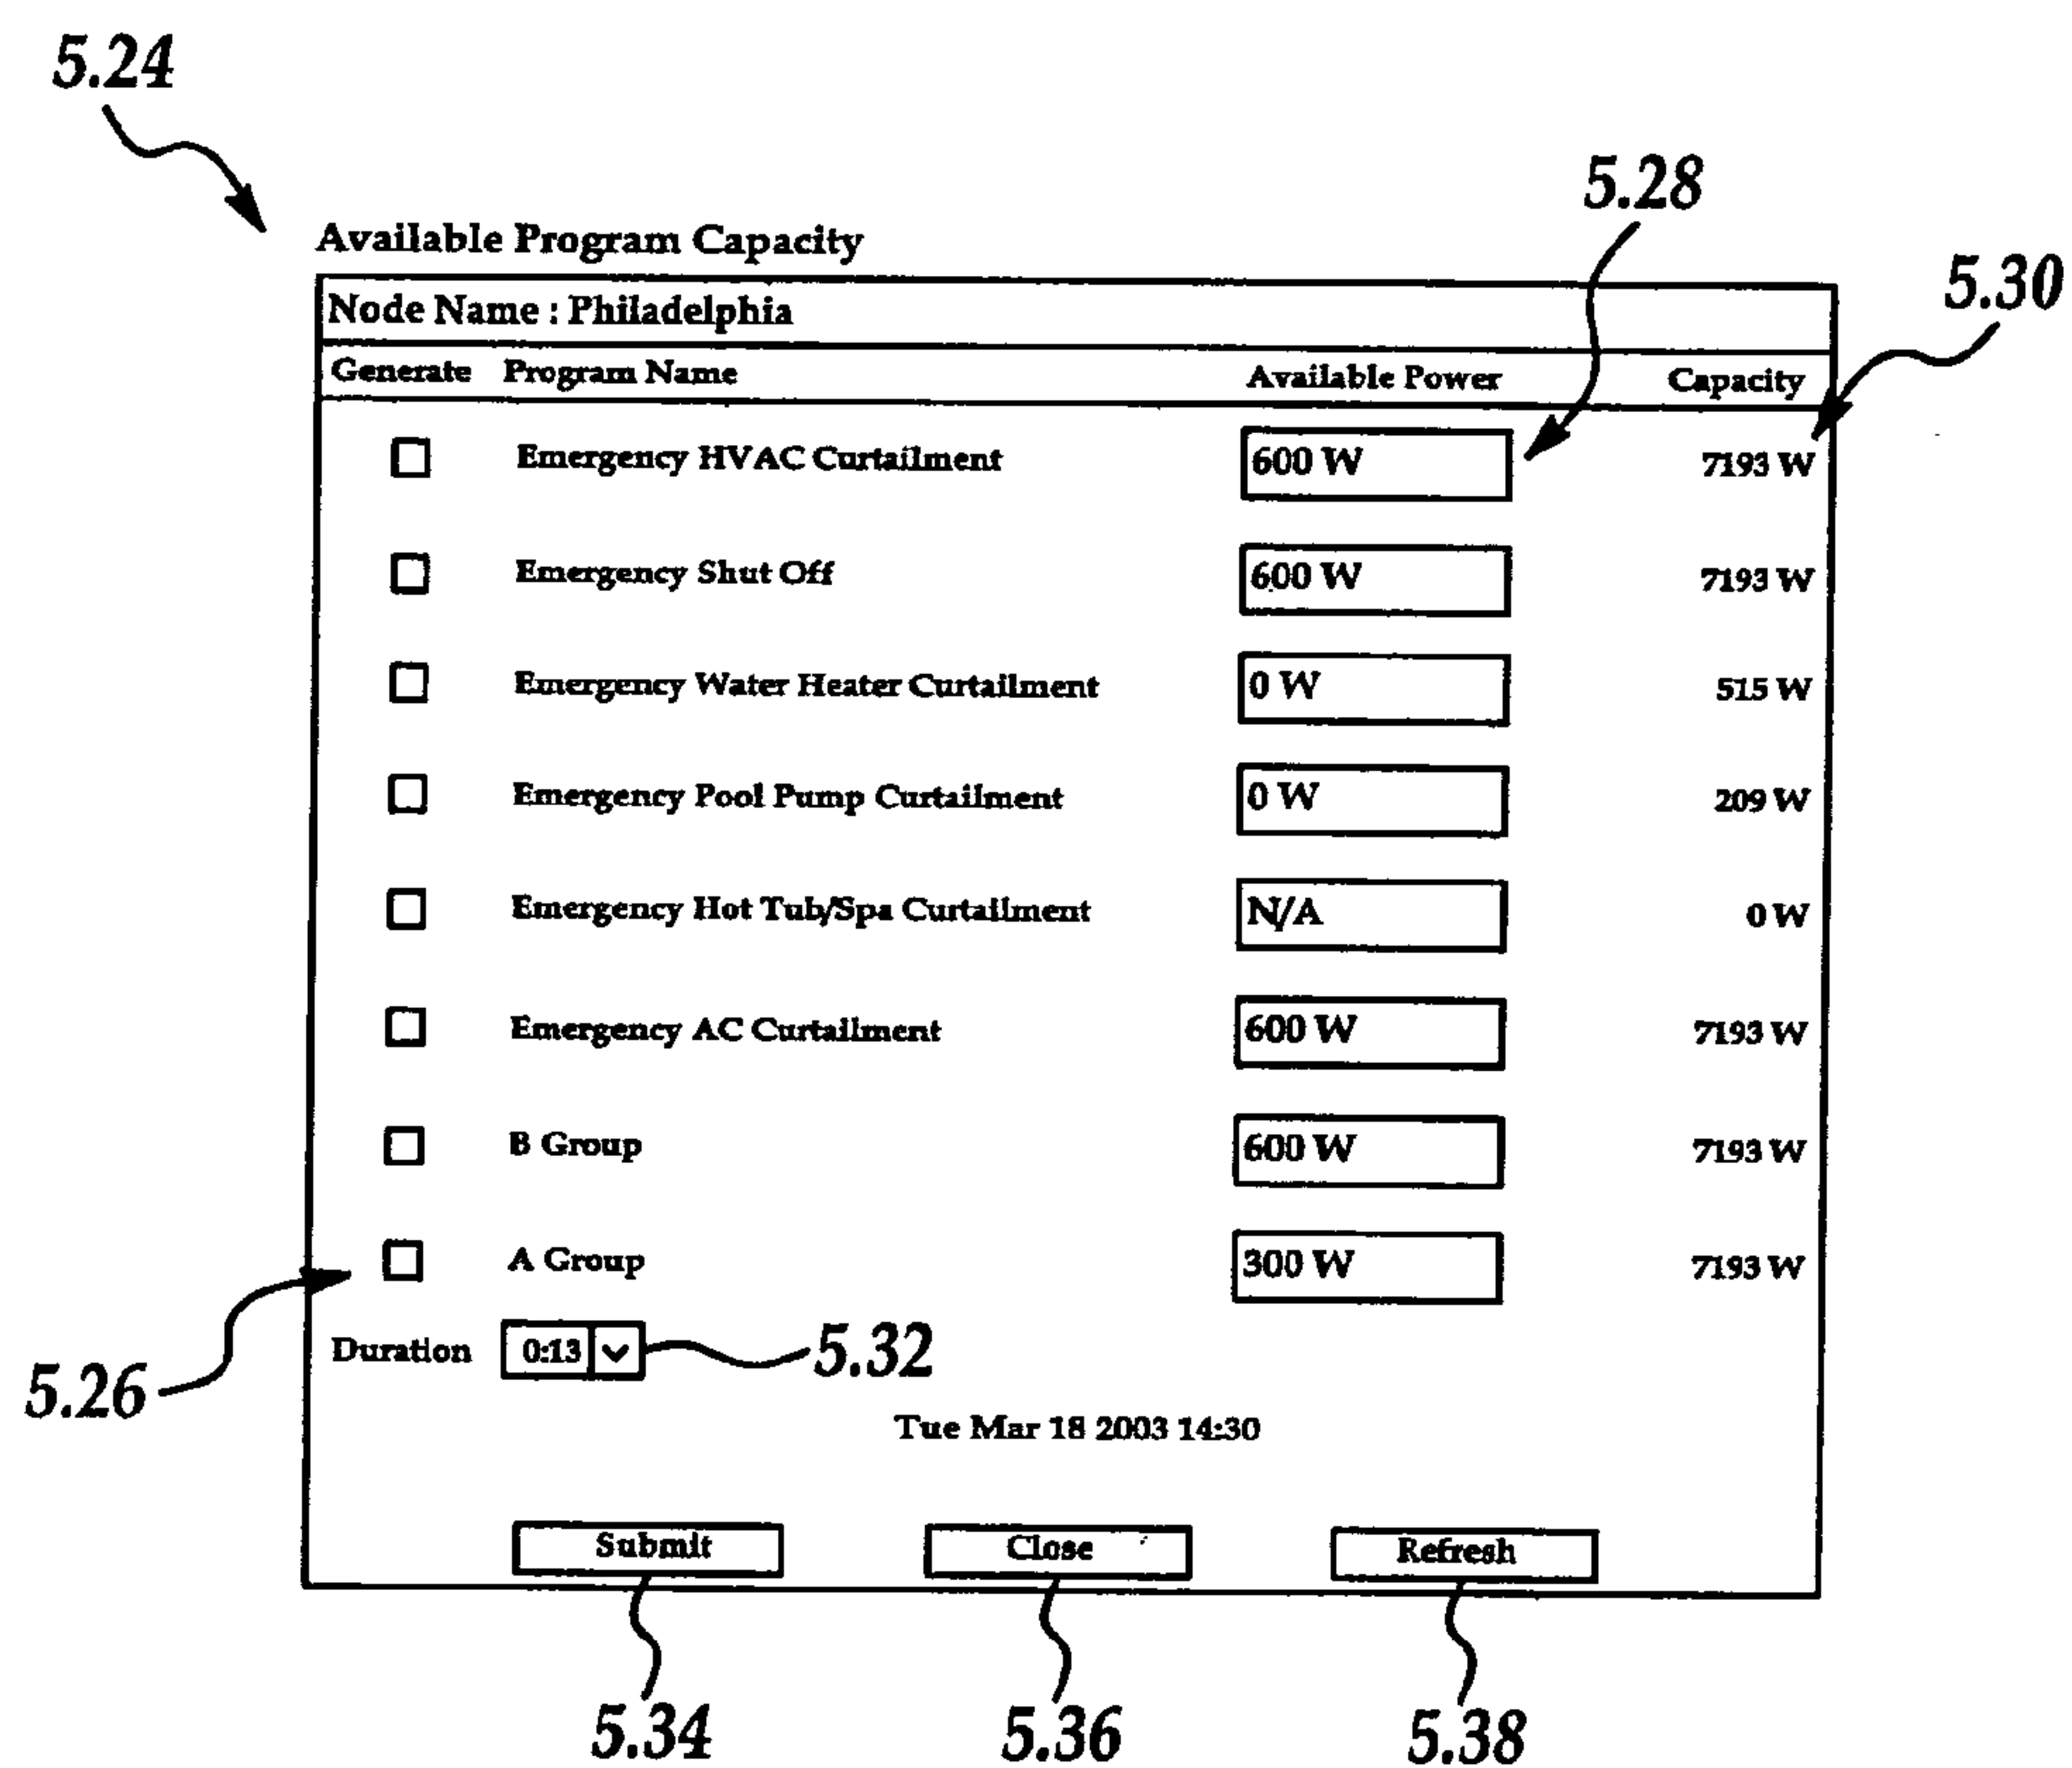 5.24
5.28
5.30
Available Program Capacity
Node Name : Philadelphia
Generate Program Name Available Power Capacity
Emergency HVAC Curtailment 600 W 7193 W
Emergency Shut Off 600 W 7193 W
Emergency Water Heater Curtailment 0 W 515 W
Emergency Pool Pump Curtailment 0 W 209 W
Emergency Hot Tub/Spa Curtailment N/A 0 W
Emergency AC Curtailment 600 W 7193 W
B Group 600 W 7193 W
A Group 300 W 7193 W
Duration 0:13 5.32
5.26
Tue Mar 18 2003 14:30
Submit Close Refresh
5.34 5.36 5.38